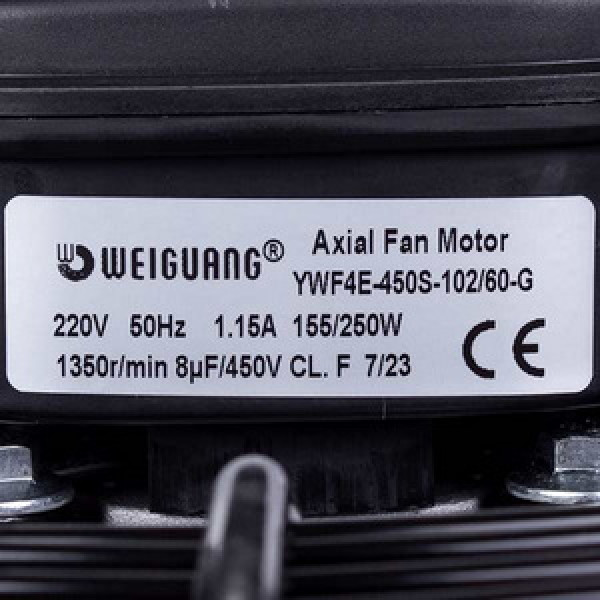 WEIGUANG® Axial Fan Motor
YWF4E-450S-102/60-G
220V 50Hz 1.15A 155/250W
1350r/min 8µF/450V CL. F 7/23
CE